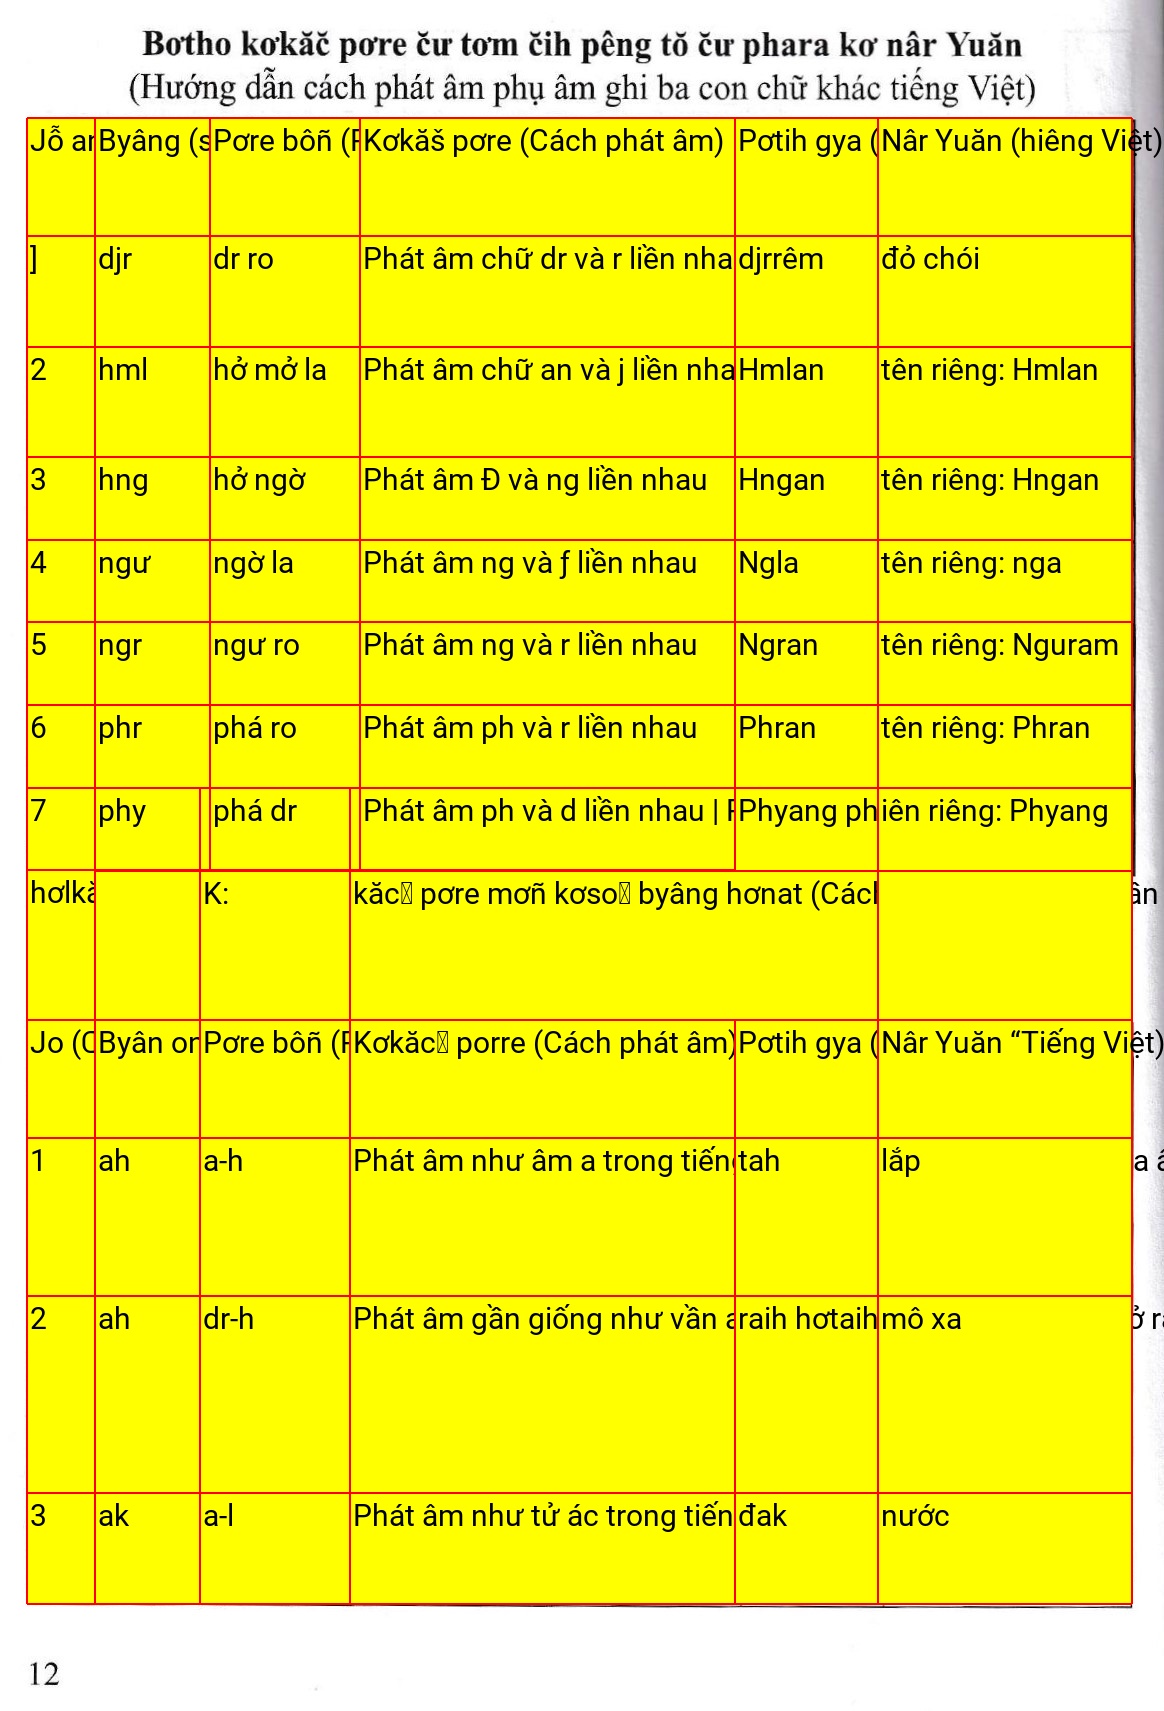 Bơtho kơkăč pơre čư tơm čih pêng tŏ čư phara kơ nâr Yuăn
(Hướng dẫn cách phát âm phụ âm ghi ba con chữ khác tiếng Việt)
Jỗ Byâng (s Pơre bôñ ( Kơkăš pơre (Cách phát âm) Pơtih gya ( Nâr Yuăn (hiêng Việt)
] djr dr ro Phát âm chữ dr và r liền nha djrrêm đỏ chói
2 hml hở mở la Phát âm chữ an và j liền nha Hmlan tên riêng: Hmlan
3 hng hở ngờ Phát âm Đ và ng liền nhau Hngan tên riêng: Hngan
4 ngư ngờ la Phát âm ng và ƒ liền nhau Ngla tên riêng: nga
5 ngr ngư ro Phát âm ng và r liền nhau Ngran tên riêng: Nguram
6 phr phá ro Phát âm ph và r liền nhau Phran tên riêng: Phran
7 phy phá dr Phát âm ph và d liền nhau | Phyang ph iên riêng: Phyang
hơlkă K: kăc pơre mơñ kơso byâng hơnat (Các ân
Jo ( Byân on Pơre bôñ ( Kơkăc porre (Cách phát âm) Pơtih gya ( Nâr Yuăn “Tiếng Việt)
1 ah a-h Phát âm như âm a trong tiến tah lắp a
2 ah dr-h Phát âm gần giống như vần a raih hơtaih mô xa ở r
3 ak a-l Phát âm như tử ác trong tiến đak nước
12